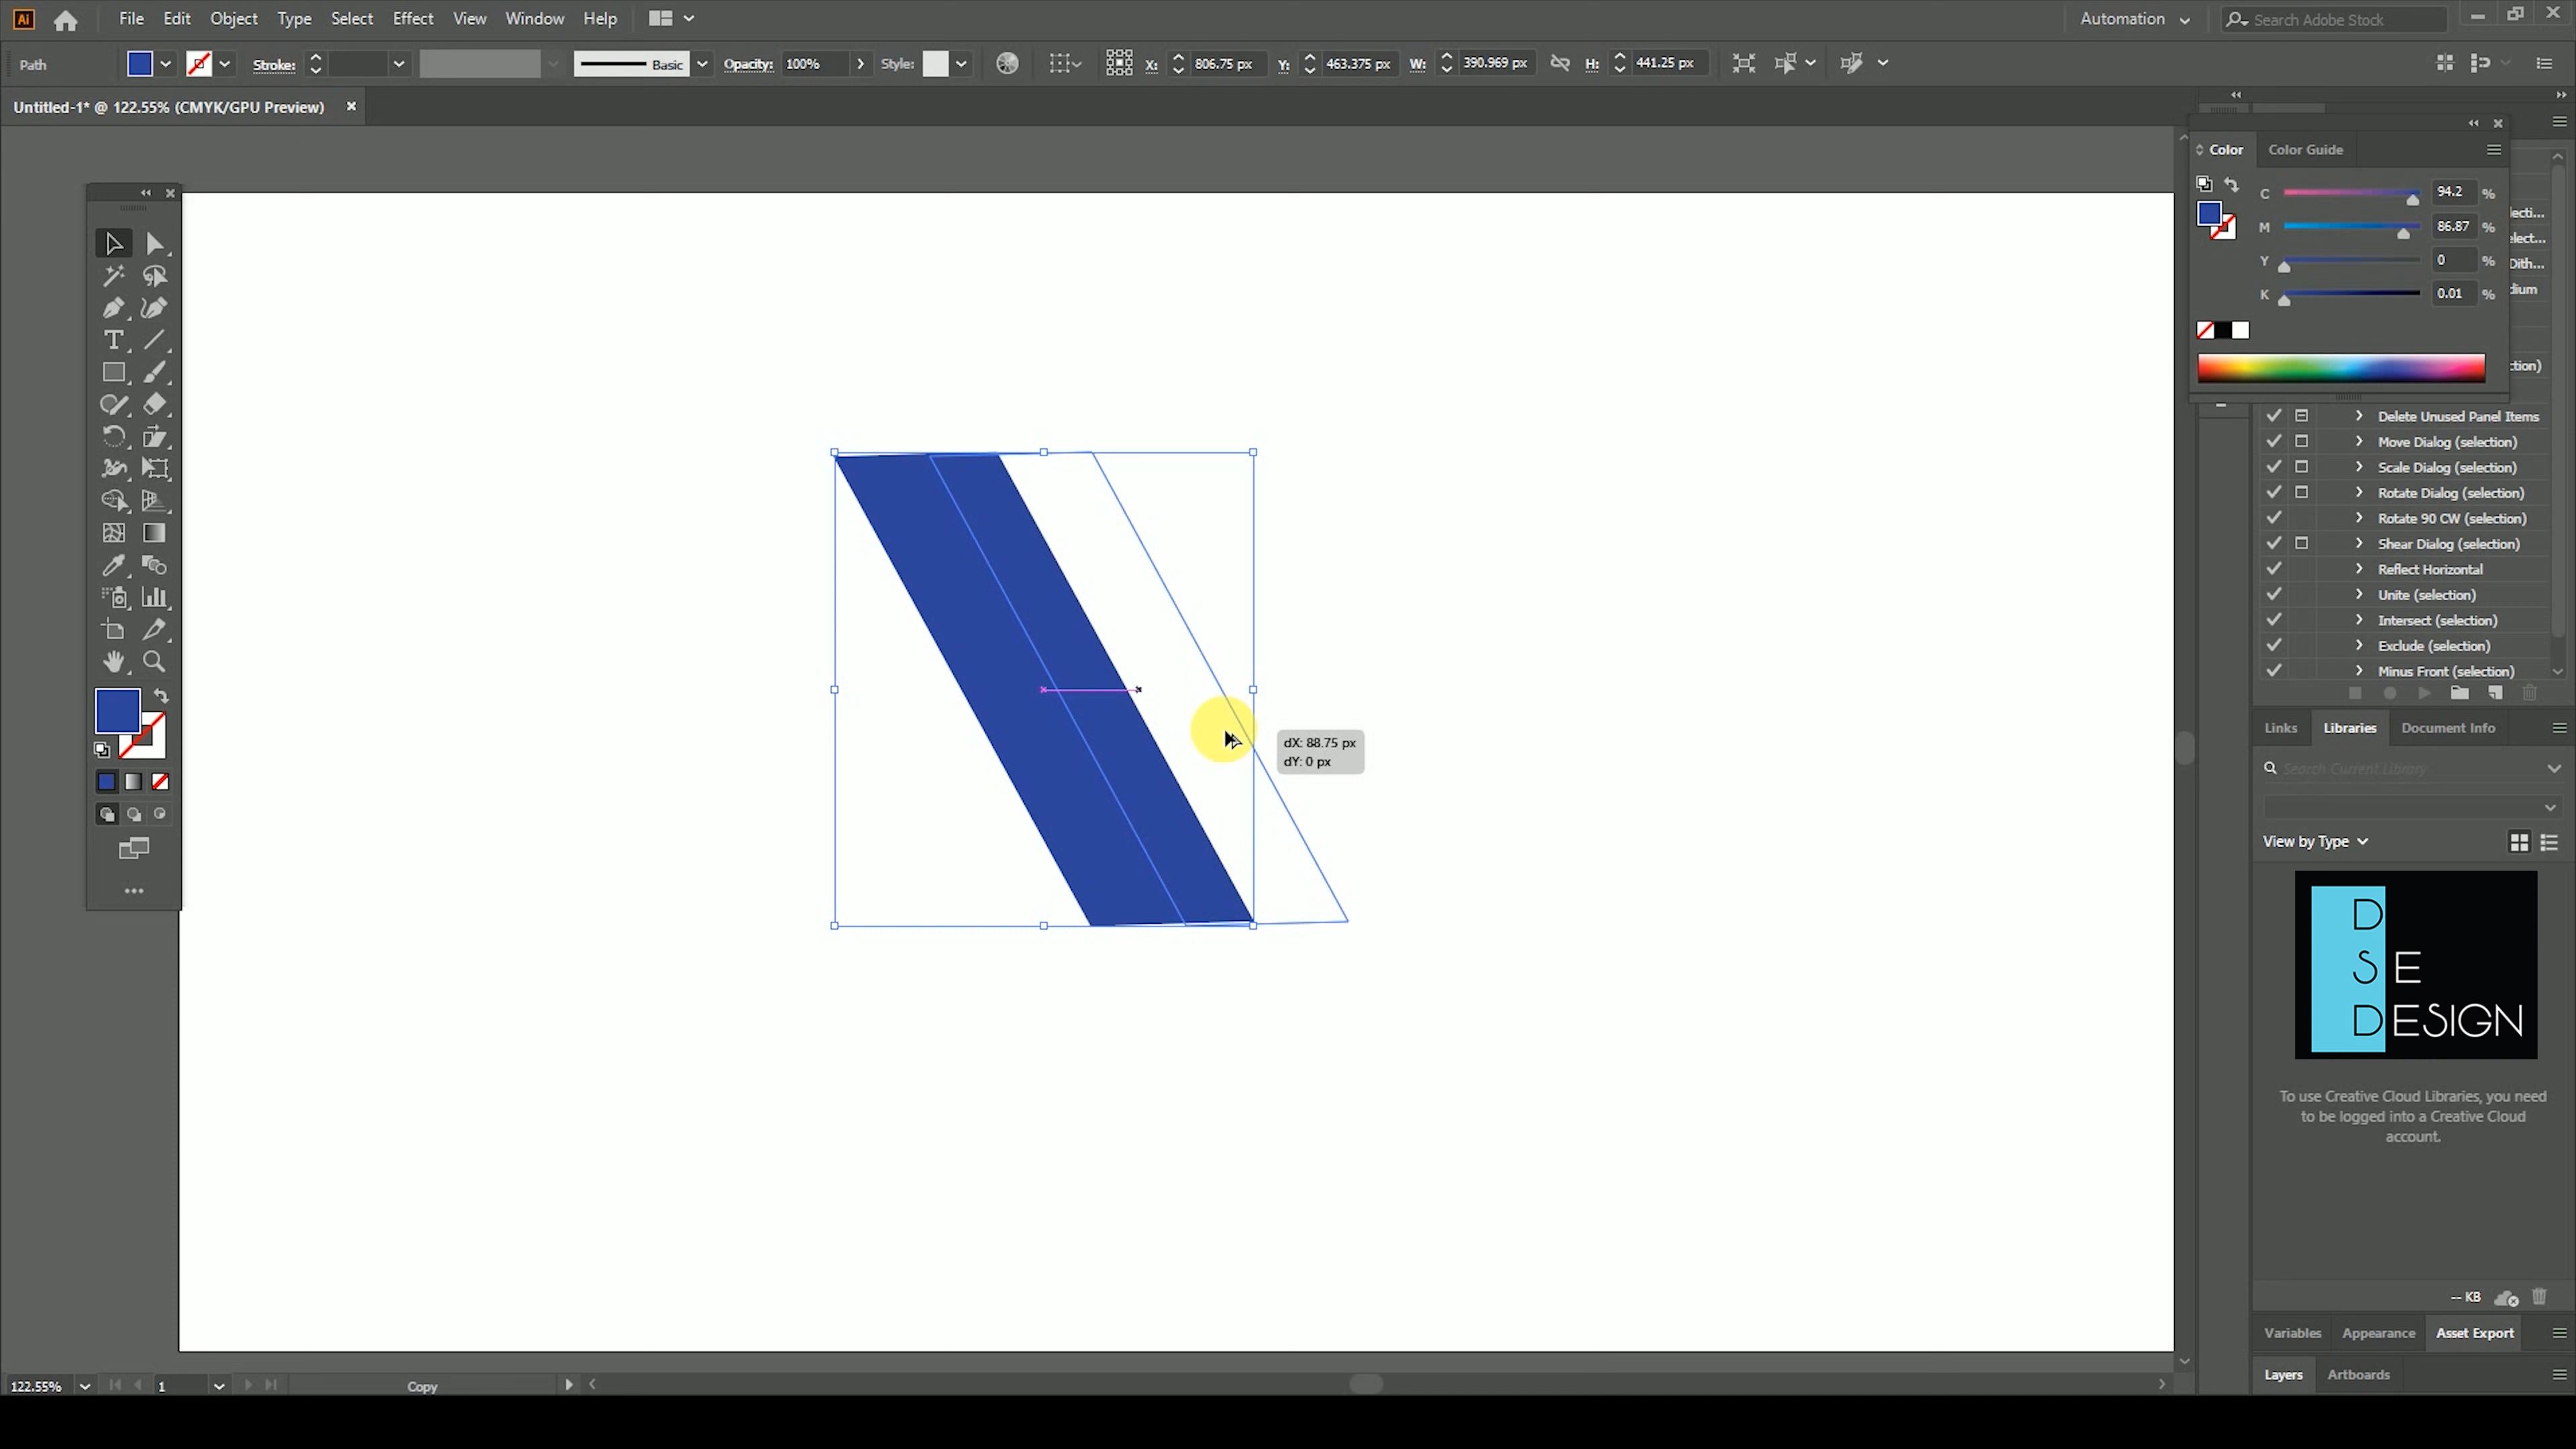 Ai File Edit Object Type Select Effect View Window Help Automation Search Adobe Stock
Path Stroke: Basic Opacity: 100% Style: X: 806.75 px Y: 463.375 px W: 390.969 px H: 441.25 px
Untitled-1* @ 122.55% (CMYK/GPU Preview)
Color Color Guide
C 94.2 %
M 86.87 %
Y 0 %
K 0.01 %
Delete Unused Panel Items
Move Dialog (selection)
Scale Dialog (selection)
Rotate Dialog (selection)
Rotate 90 CW (selection)
Shear Dialog (selection)
Reflect Horizontal
Unite (selection)
Intersect (selection)
Exclude (selection)
Minus Front (selection)
dX: 88.75 px
dY: 0 px
Links Libraries Document Info
Search Current Library
View by Type
D
S E
DESIGN
To use Creative Cloud Libraries, you need
to be logged into a Creative Cloud
account.
-- KB
Variables Appearance Asset Export
Layers Artboards
122.55% 1 Copy